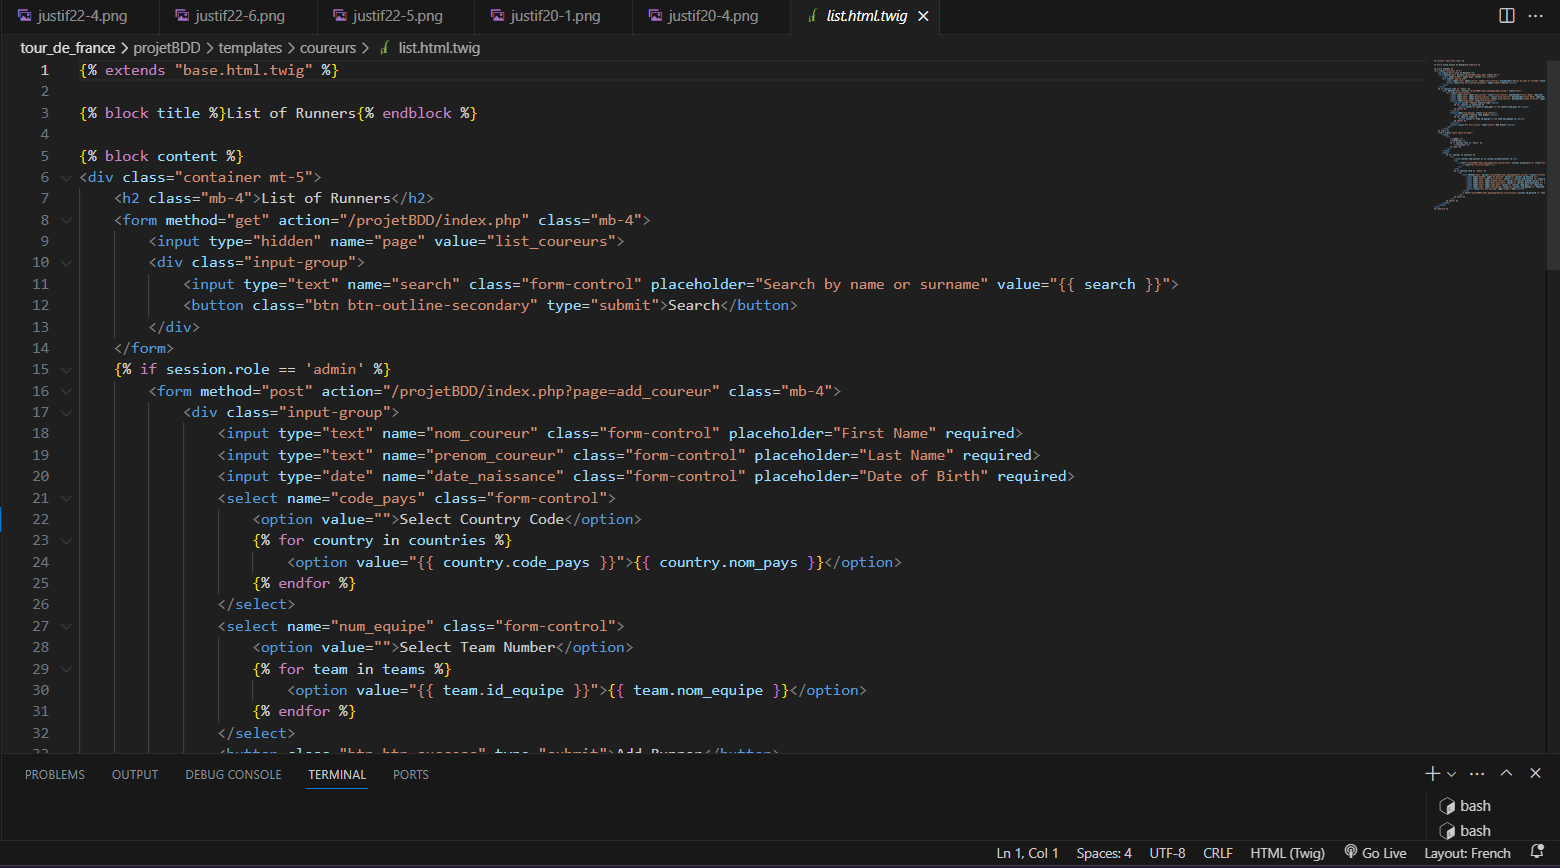 justif22-4.png justif22-6.png justif22-5.png justif20-1.png justif20-4.png list.html.twig
tour_de_france > projetBDD > templates > coureurs > list.html.twig
1 {% extends "base.html.twig" %}
2
3 {% block title %}List of Runners{% endblock %}
4
5 {% block content %}
6 <div class="container mt-5">
7 <h2 class="mb-4">List of Runners</h2>
8 <form method="get" action="/projetBDD/index.php" class="mb-4">
9 <input type="hidden" name="page" value="list_coureurs">
10 <div class="input-group">
11 <input type="text" name="search" class="form-control" placeholder="Search by name or surname" value="{{ search }}">
12 <button class="btn btn-outline-secondary" type="submit">Search</button>
13 </div>
14 </form>
15 {% if session.role == 'admin' %}
16 <form method="post" action="/projetBDD/index.php?page=add_coureur" class="mb-4">
17 <div class="input-group">
18 <input type="text" name="nom_coureur" class="form-control" placeholder="First Name" required>
19 <input type="text" name="prenom_coureur" class="form-control" placeholder="Last Name" required>
20 <input type="date" name="date_naissance" class="form-control" placeholder="Date of Birth" required>
21 <select name="code_pays" class="form-control">
22 <option value="">Select Country Code</option>
23 {% for country in countries %}
24 <option value="{{ country.code_pays }}">{{ country.nom_pays }}</option>
25 {% endfor %}
26 </select>
27 <select name="num_equipe" class="form-control">
28 <option value="">Select Team Number</option>
29 {% for team in teams %}
30 <option value="{{ team.id_equipe }}">{{ team.nom_equipe }}</option>
31 {% endfor %}
32 </select>
33 <button class="btn btn-success" type="submit">Add Runner</button>
PROBLEMS OUTPUT DEBUG CONSOLE TERMINAL PORTS
bash
bash
Ln 1, Col 1 Spaces: 4 UTF-8 CRLF HTML (Twig) Go Live Layout: French